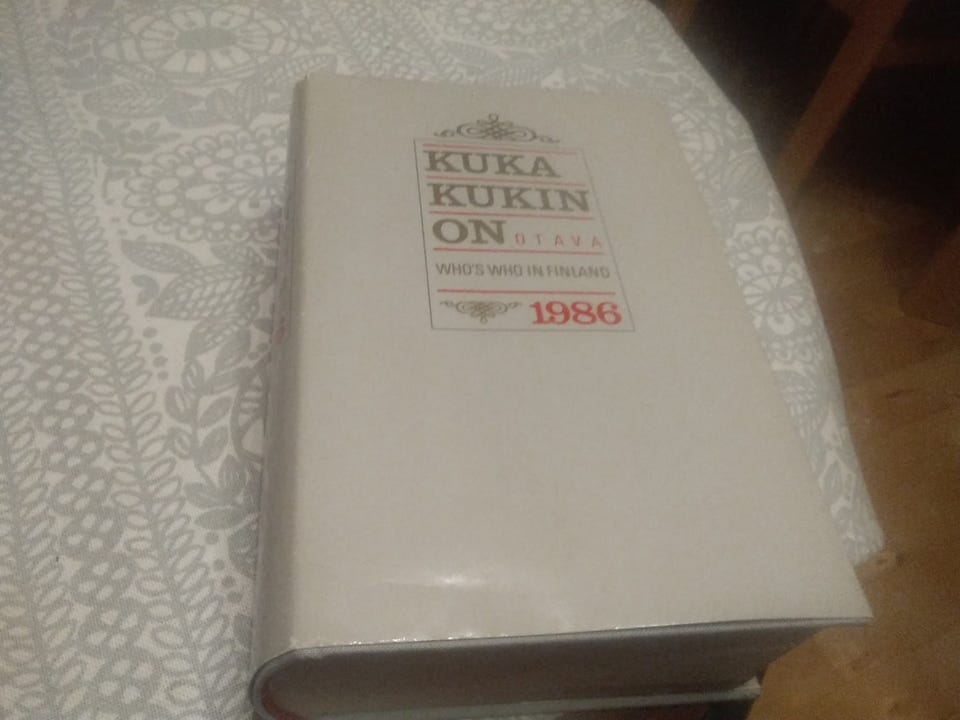 KUKA
KUKIN
ON OTAVA
WHO'S WHO IN FINLAND
1986